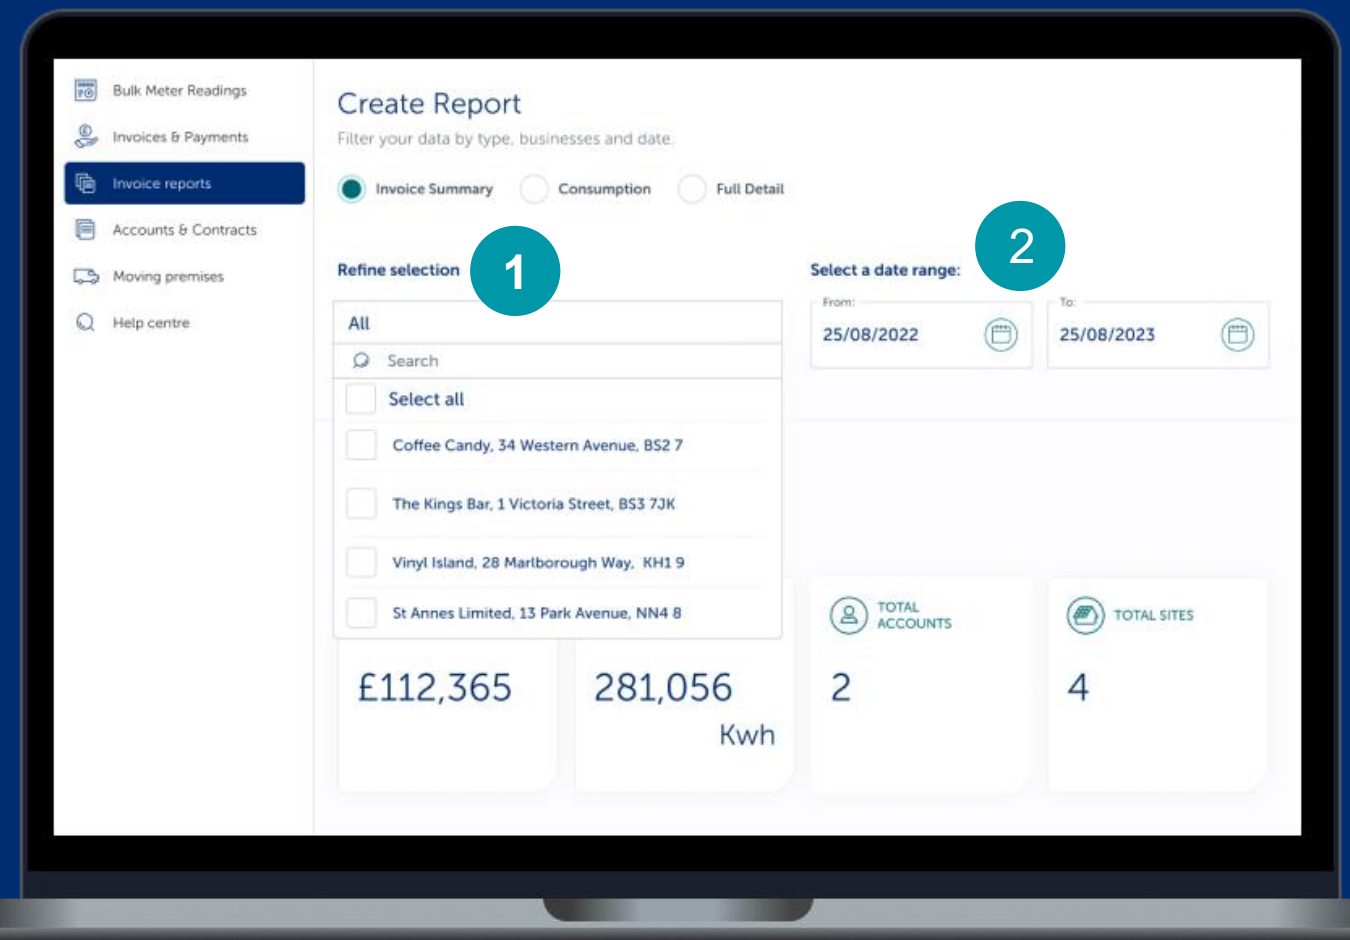 Bulk Meter Readings
Invoices & Payments
Invoice reports
Accounts & Contracts
Moving premises
Help centre
Create Report
Filter your data by type, businesses and date.
Invoice Summary
Consumption
Full Detail
Refine selection
1
All
Search
Select all
Coffee Candy, 34 Western Avenue, BS2 7
The Kings Bar, 1 Victoria Street, BS3 7JK
Vinyl Island, 28 Marlborough Way, KH1 9
St Annes Limited, 13 Park Avenue, NN4 8
Select a date range:
2
From:
25/08/2022
To:
25/08/2023
£112,365
281,056
Kwh
TOTAL
ACCOUNTS
2
TOTAL SITES
4